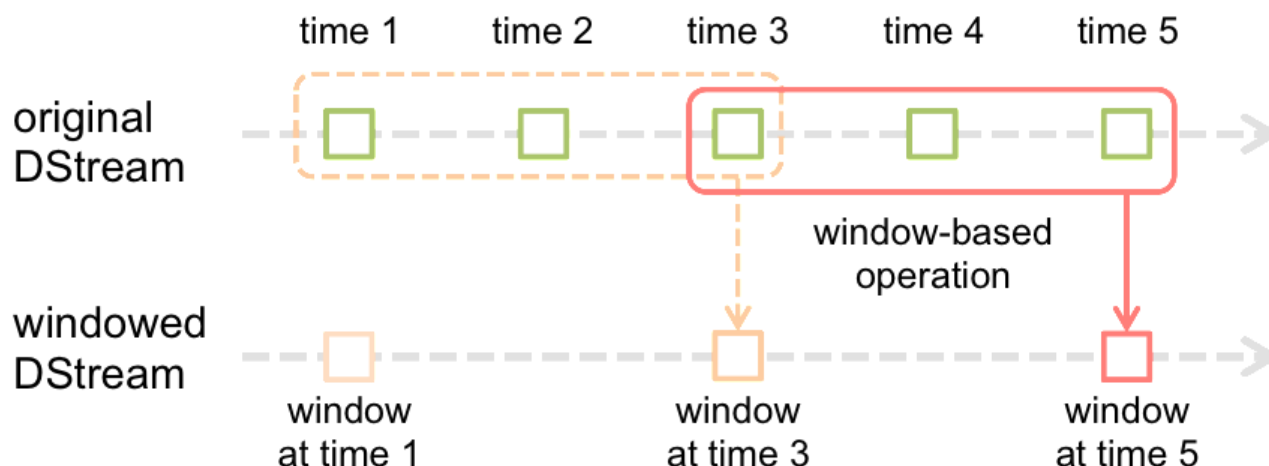 time 1
time 2
time 3
time 4
time 5
original
DStream
window-based
operation
windowed
DStream
window
at time 1
window
at time 3
window
at time 5